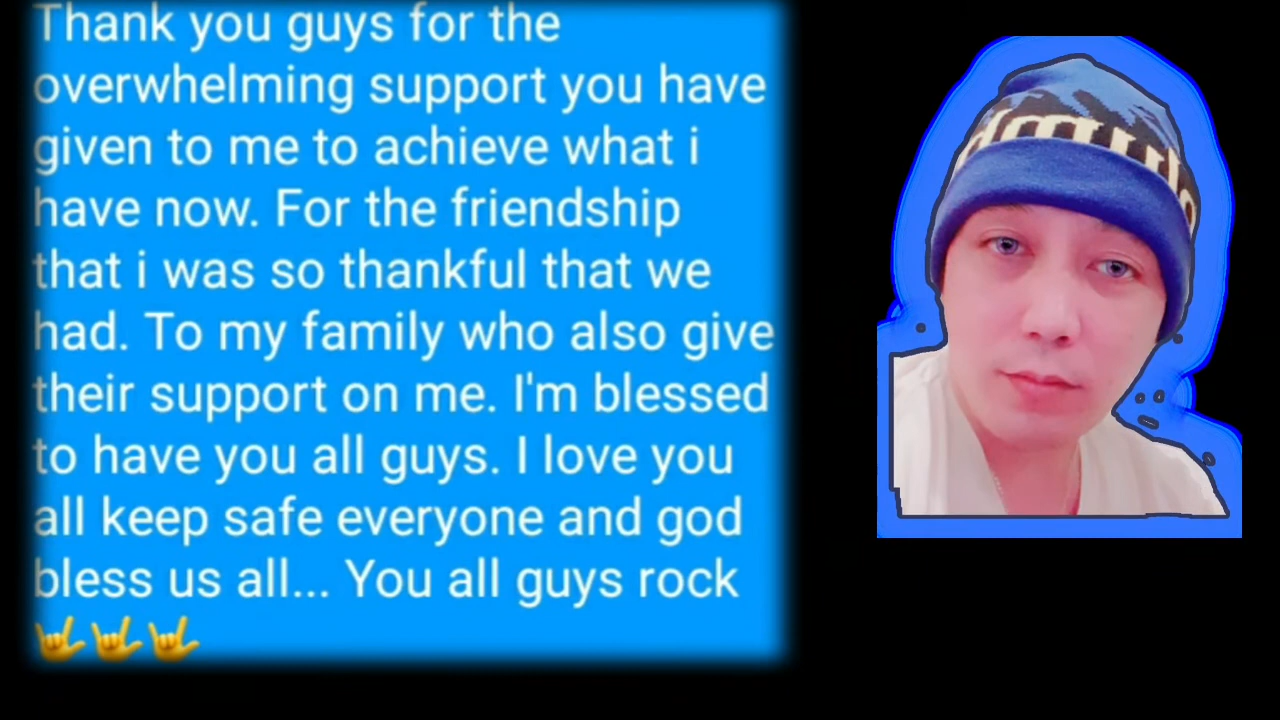 Thank you guys for the
overwhelming support you have
given to me to achieve what i
have now. For the friendship
that i was so thankful that we
had. To my family who also give
their support on me. I'm blessed
to have you all guys. I love you
all keep safe everyone and god
bless us all... You all guys rock
🤟🤟🤟